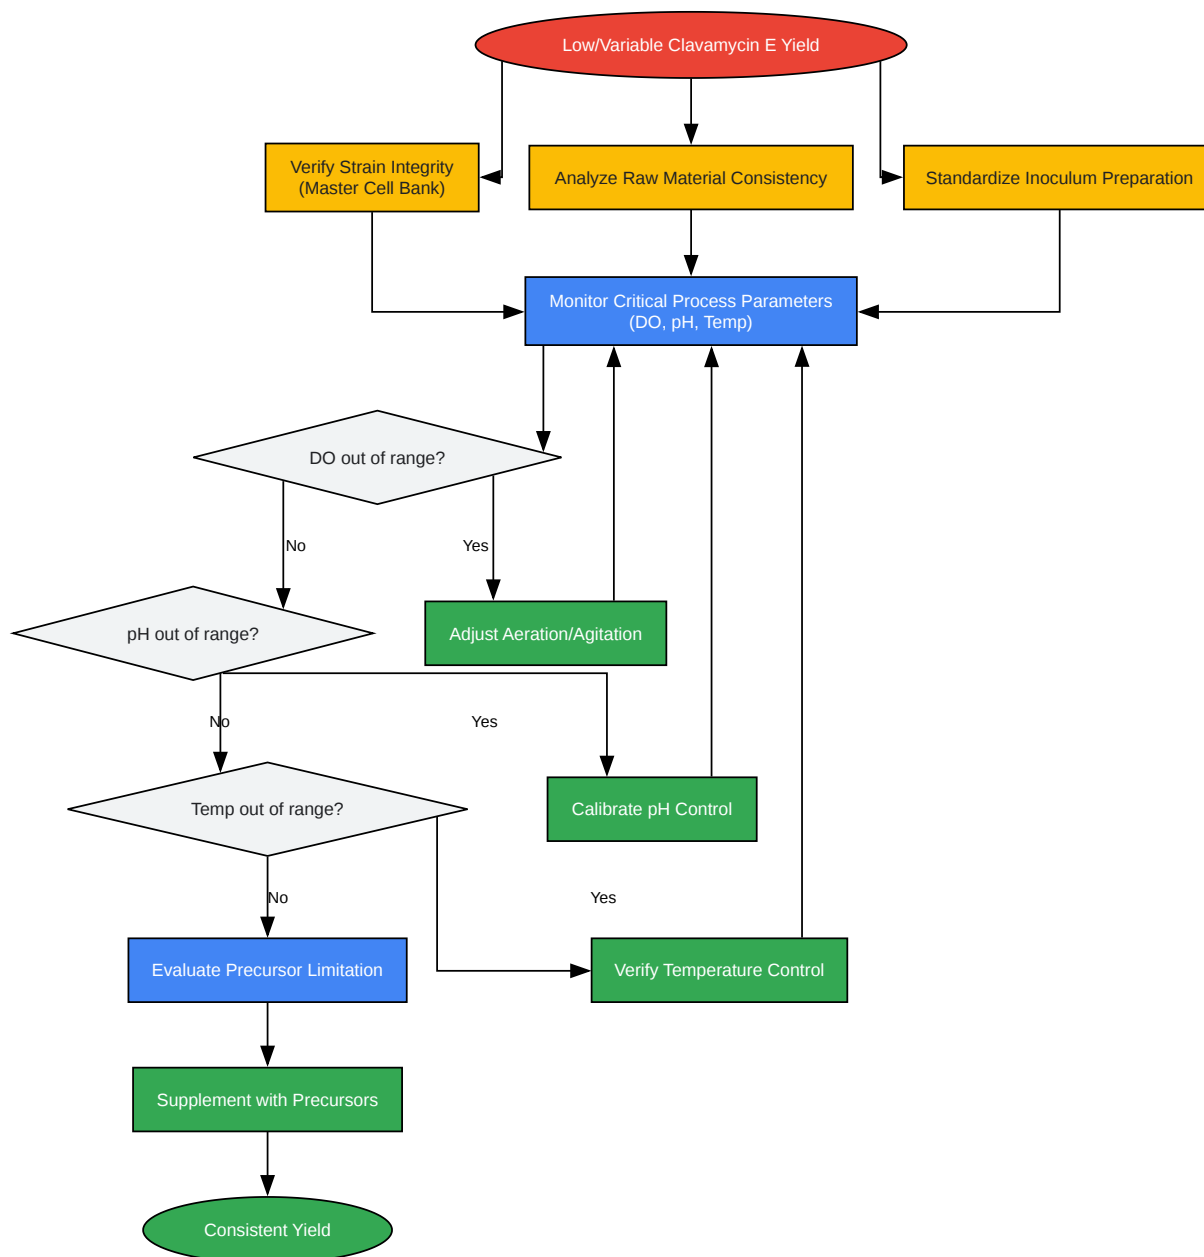 Low/Variable Clavamycin E Yield
Verify Strain Integrity
(Master Cell Bank)
Analyze Raw Material Consistency
Standardize Inoculum Preparation
Monitor Critical Process Parameters
(DO, pH, Temp)
DO out of range?
No
Yes
pH out of range?
Adjust Aeration/Agitation
No
Yes
Temp out of range?
Calibrate pH Control
No
Yes
Evaluate Precursor Limitation
Verify Temperature Control
Supplement with Precursors
Consistent Yield